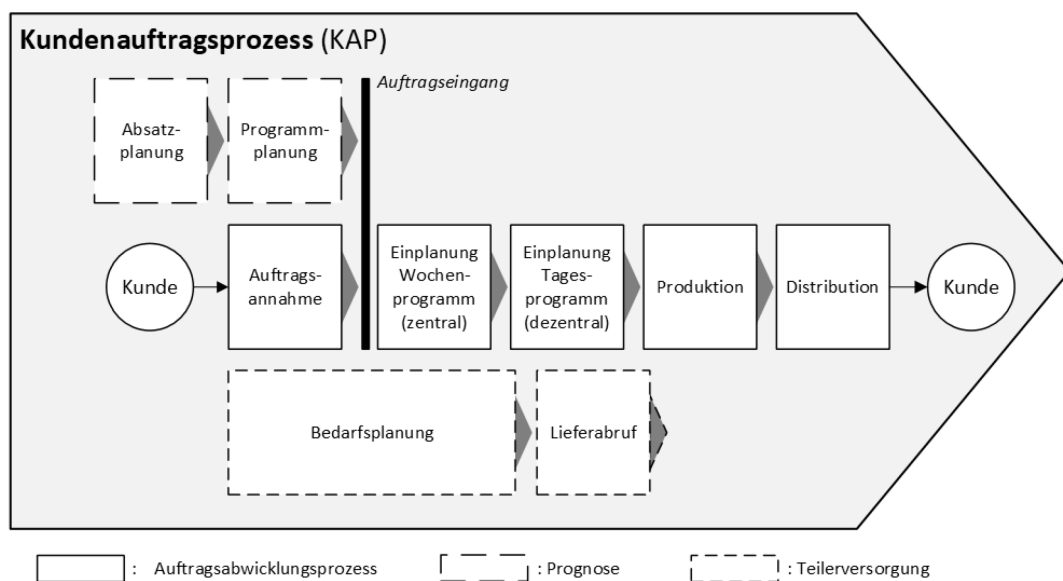 Kundenauftragsprozess (KAP)
Auftragseingang
Absatz-
planung
Programm-
planung
Kunde
Auftrags-
annahme
Einplanung
Wochen-
programm
(zentral)
Einplanung
Tages-
programm
(dezentral)
Produktion
Distribution
Kunde
Bedarfsplanung
Lieferabruf
: Auftragsabwicklungsprozess
: Prognose
: Teilerversorgung